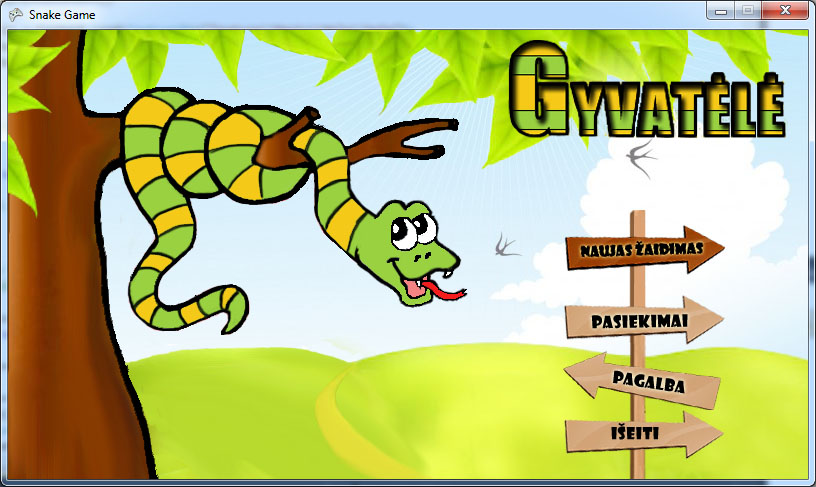 Snake Game
GYVATĖLĖ
NAUJAS ŽAIDIMAS
PASIEKIMAI
PAGALBA
IŠEITI